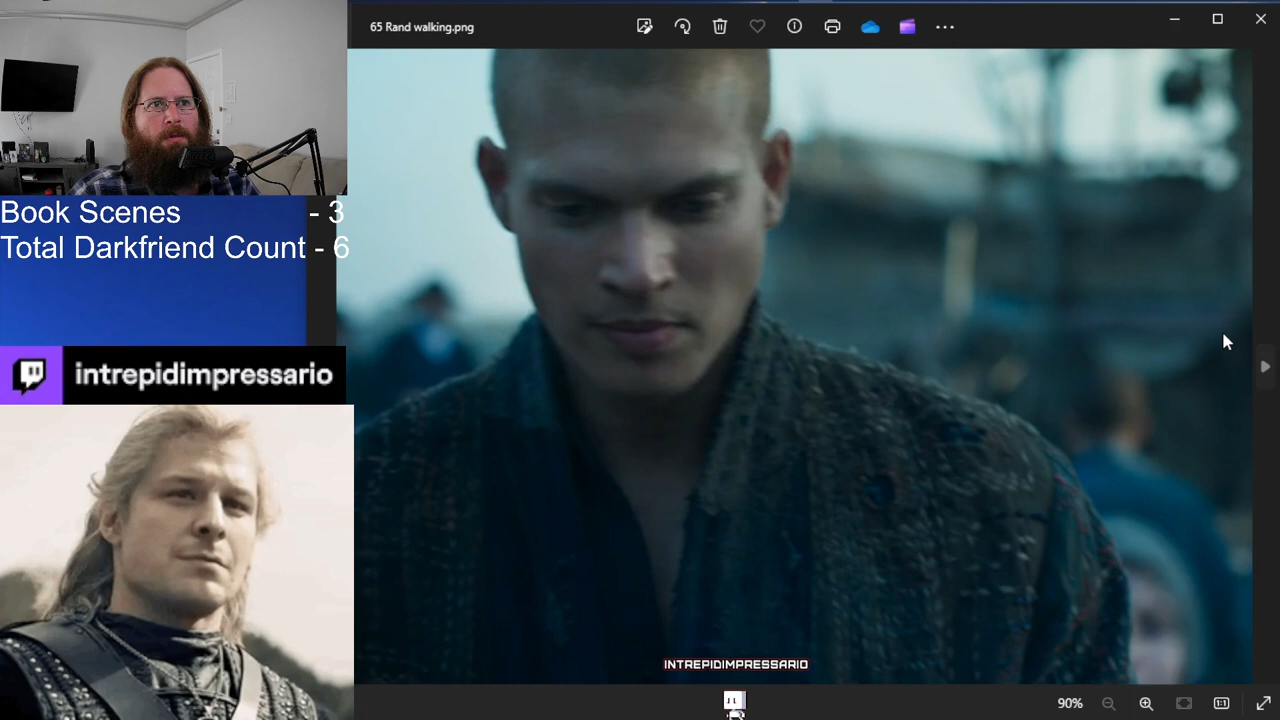 65 Rand walking.png
Book Scenes - 3
Total Darkfriend Count - 6
intrepidimpressario
INTREPIDIMPRESSARIO
90%